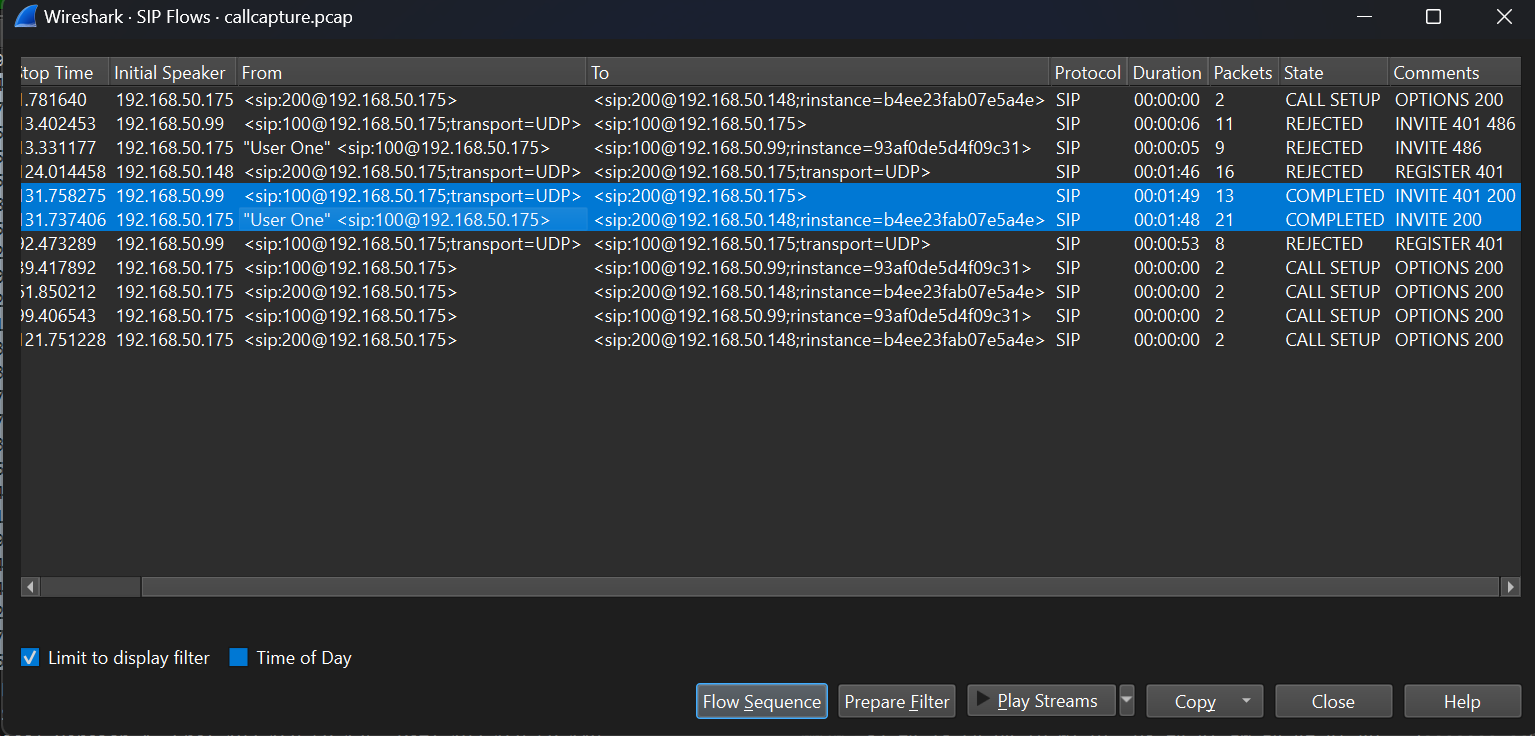 Wireshark · SIP Flows · callcapture.pcap
Stop Time Initial Speaker From To Protocol Duration Packets State Comments
.781640 192.168.50.175 <sip:200@192.168.50.175> <sip:200@192.168.50.148;rinstance=b4ee23fab07e5a4e> SIP 00:00:00 2 CALL SETUP OPTIONS 200
13.402453 192.168.50.99 <sip:100@192.168.50.175;transport=UDP> <sip:100@192.168.50.175> SIP 00:00:06 11 REJECTED INVITE 401 486
13.331177 192.168.50.175 "User One" <sip:100@192.168.50.175> <sip:100@192.168.50.99;rinstance=93af0de5d4f09c31> SIP 00:00:05 9 REJECTED INVITE 486
124.014458 192.168.50.148 <sip:200@192.168.50.175;transport=UDP> <sip:200@192.168.50.175;transport=UDP> SIP 00:01:46 16 REJECTED REGISTER 401
131.758275 192.168.50.99 <sip:100@192.168.50.175;transport=UDP> <sip:200@192.168.50.175> SIP 00:01:49 13 COMPLETED INVITE 401 200
131.737406 192.168.50.175 "User One" <sip:100@192.168.50.175> <sip:200@192.168.50.148;rinstance=b4ee23fab07e5a4e> SIP 00:01:48 21 COMPLETED INVITE 200
92.473289 192.168.50.99 <sip:100@192.168.50.175;transport=UDP> <sip:100@192.168.50.175;transport=UDP> SIP 00:00:53 8 REJECTED REGISTER 401
39.417892 192.168.50.175 <sip:100@192.168.50.175> <sip:100@192.168.50.99;rinstance=93af0de5d4f09c31> SIP 00:00:00 2 CALL SETUP OPTIONS 200
61.850212 192.168.50.175 <sip:100@192.168.50.175> <sip:200@192.168.50.148;rinstance=b4ee23fab07e5a4e> SIP 00:00:00 2 CALL SETUP OPTIONS 200
99.406543 192.168.50.175 <sip:100@192.168.50.175> <sip:100@192.168.50.99;rinstance=93af0de5d4f09c31> SIP 00:00:00 2 CALL SETUP OPTIONS 200
121.751228 192.168.50.175 <sip:100@192.168.50.175> <sip:200@192.168.50.148;rinstance=b4ee23fab07e5a4e> SIP 00:00:00 2 CALL SETUP OPTIONS 200
Limit to display filter Time of Day
Flow Sequence Prepare Filter Play Streams Copy Close Help